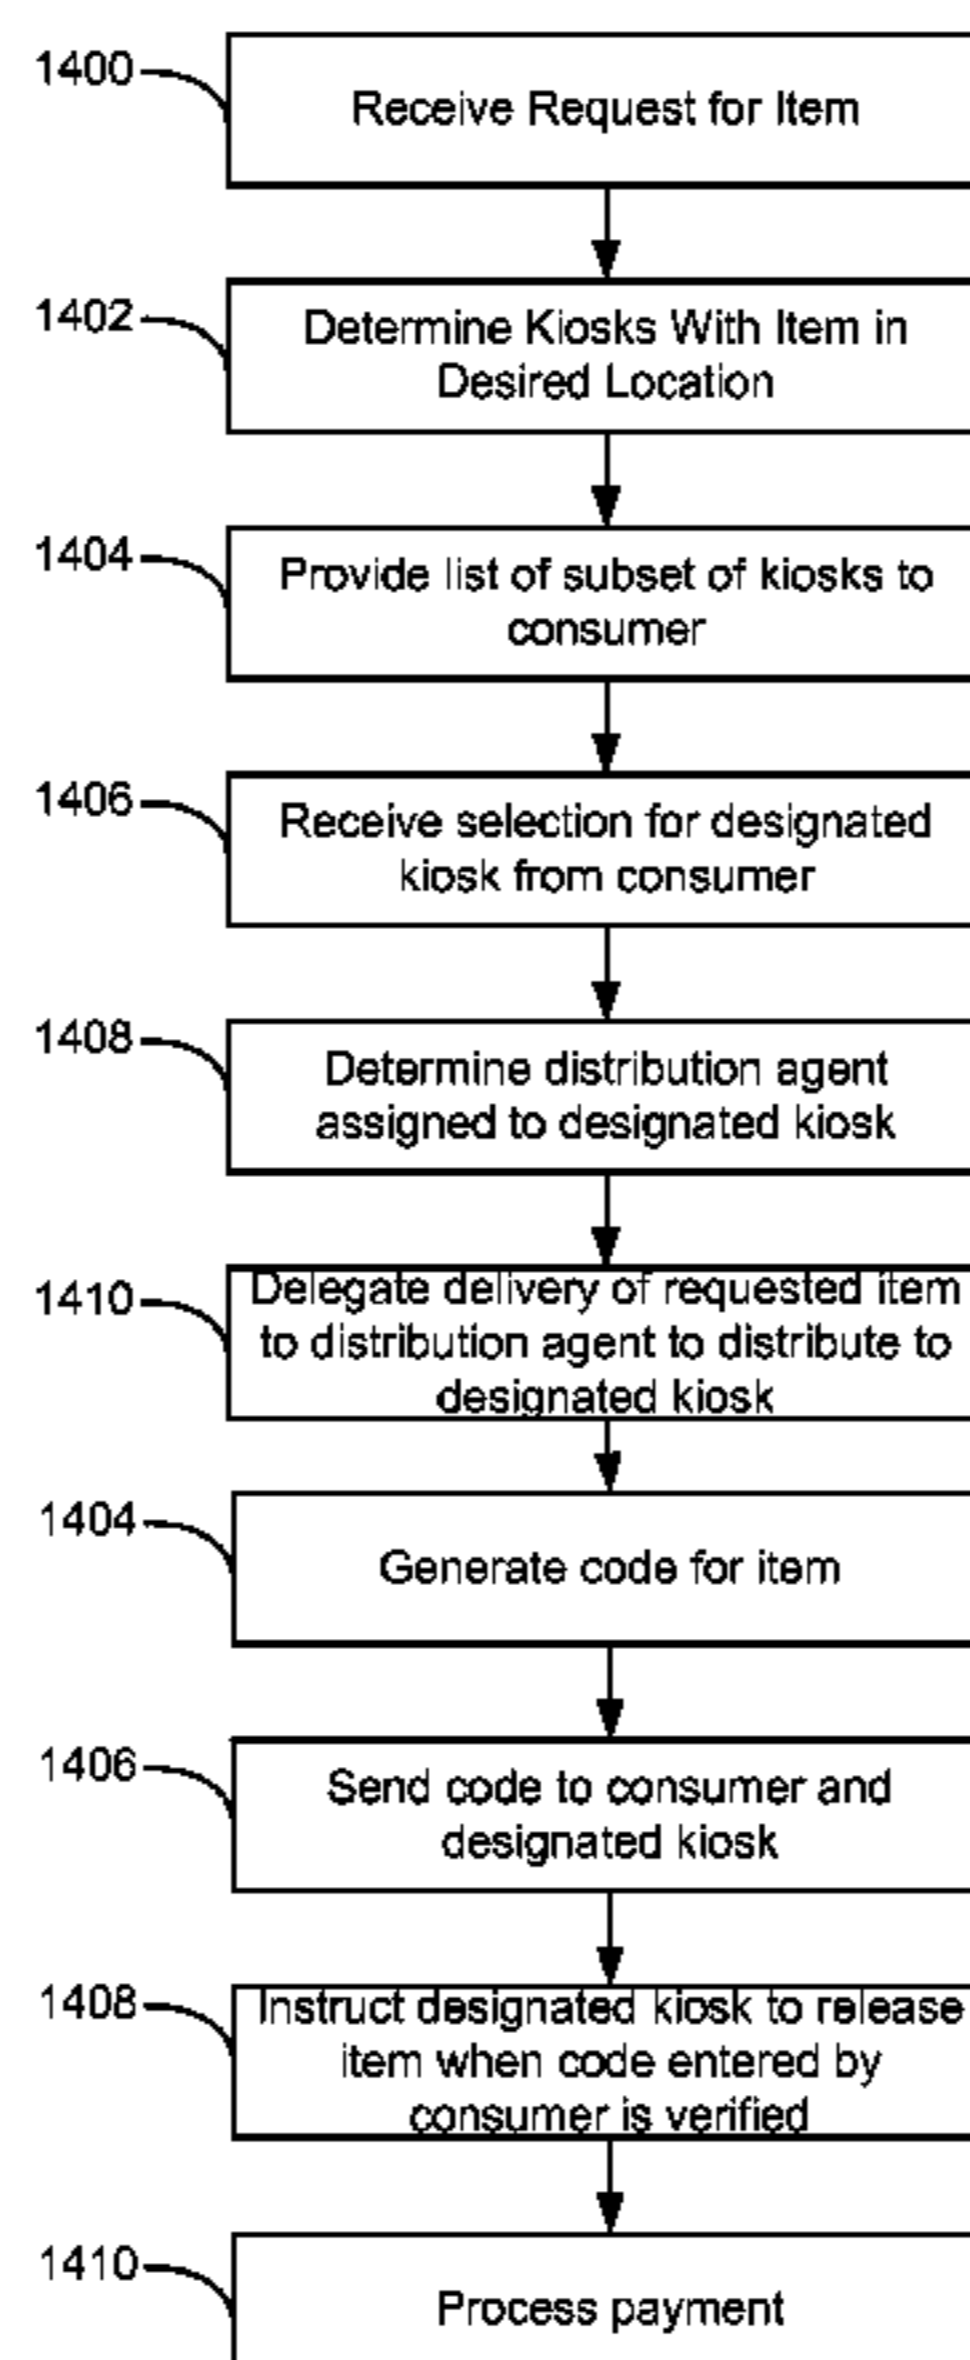 1400
Receive Request for Item
1402
Determine Kiosks With Item in
Desired Location
1404
Provide list of subset of kiosks to
consumer
1406
Receive selection for designated
kiosk from consumer
1408
Determine distribution agent
assigned to designated kiosk
1410
Delegate delivery of requested item
to distribution agent to distribute to
designated kiosk
1404
Generate code for item
1406
Send code to consumer and
designated kiosk
1408
Instruct designated kiosk to release
item when code entered by
consumer is verified
1410
Process payment